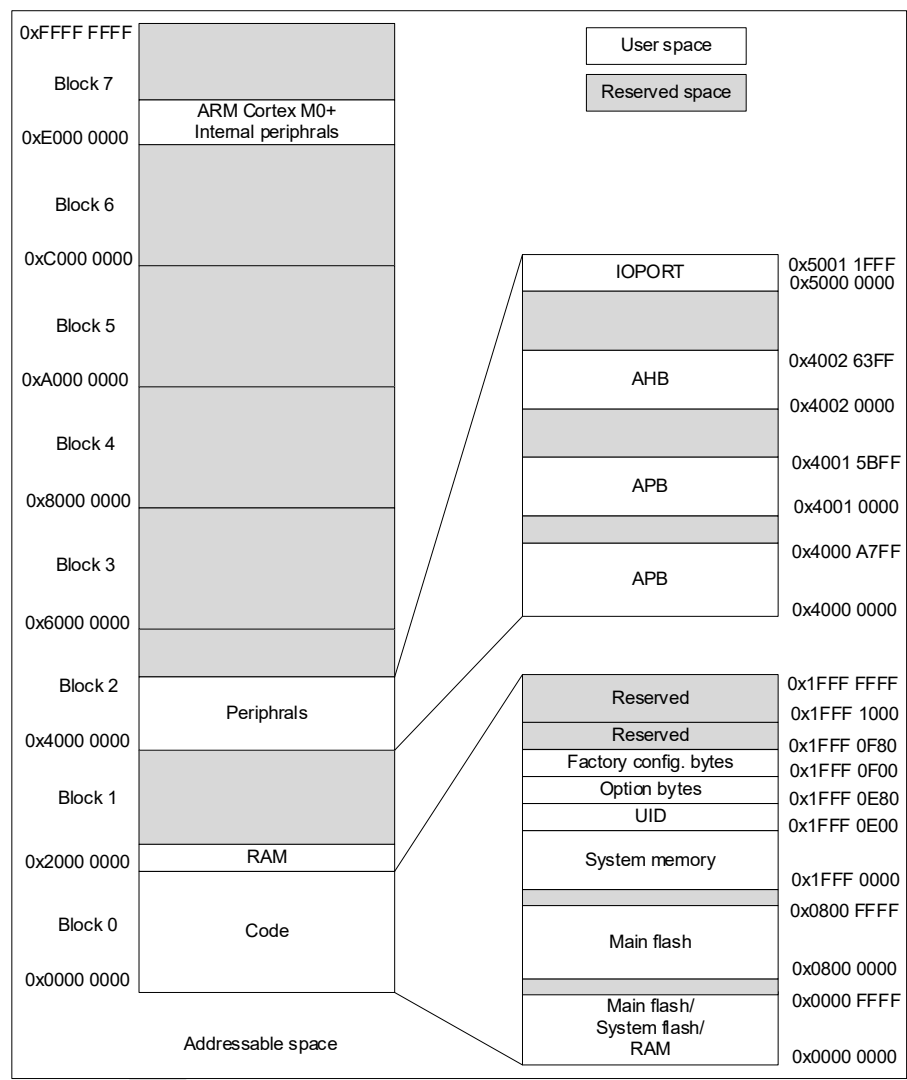 0xFFFF FFFF
Block 7
ARM Cortex M0+
Internal periphrals
0xE000 0000
Block 6
0xC000 0000
Block 5
0xA000 0000
Block 4
0x8000 0000
Block 3
0x6000 0000
Block 2
Periphrals
0x4000 0000
Block 1
RAM
0x2000 0000
Block 0
Code
0x0000 0000
Addressable space
User space
Reserved space
IOPORT
0x5001 1FFF
0x5000 0000
0x4002 63FF
AHB
0x4002 0000
0x4001 5BFF
APB
0x4001 0000
0x4000 A7FF
APB
0x4000 0000
0x1FFF FFFF
Reserved
0x1FFF 1000
Reserved
0x1FFF 0F80
Factory config. bytes
0x1FFF 0F00
Option bytes
0x1FFF 0E80
UID
0x1FFF 0E00
System memory
0x1FFF 0000
0x0800 FFFF
Main flash
0x0800 0000
0x0000 FFFF
Main flash/
System flash/
RAM
0x0000 0000